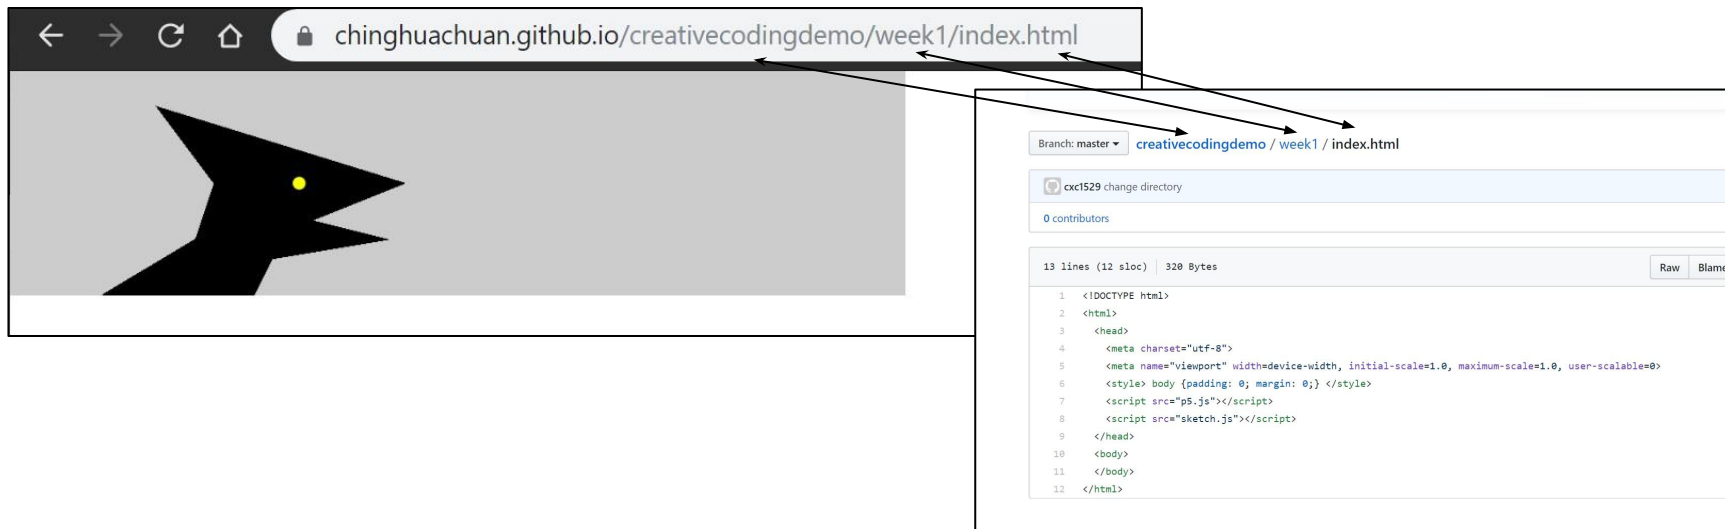 chinghuachuan.github.io/creativecodingdemo/week1/index.html
Branch: master creativecodingdemo / week1 / index.html
cxc1529 change directory
0 contributors
13 lines (12 sloc) 320 Bytes Raw Blame
1 <!DOCTYPE html>
2 <html>
3 <head>
4 <meta charset="utf-8">
5 <meta name="viewport" width=device-width, initial-scale=1.0, maximum-scale=1.0, user-scalable=0>
6 <style> body {padding: 0; margin: 0;} </style>
7 <script src="p5.js"></script>
8 <script src="sketch.js"></script>
9 </head>
10 <body>
11 </body>
12 </html>